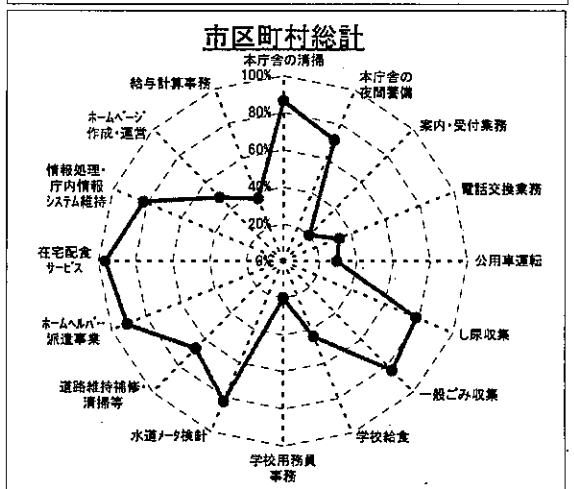 市区町村総計
本庁舎の清掃
100%
80%
60%
40%
20%
0%
本庁舎の
夜間警備
案内・受付業務
電話交換業務
公用車運転
し尿収集
一般ごみ収集
学校給食
学校用務員
事務
水道メータ検針
道路維持補修・
清掃等
ホームヘルパー
派遣事業
在宅配食
サービス
情報処理・
庁内情報
システム維持
ホームページ
作成・運営
給与計算事務